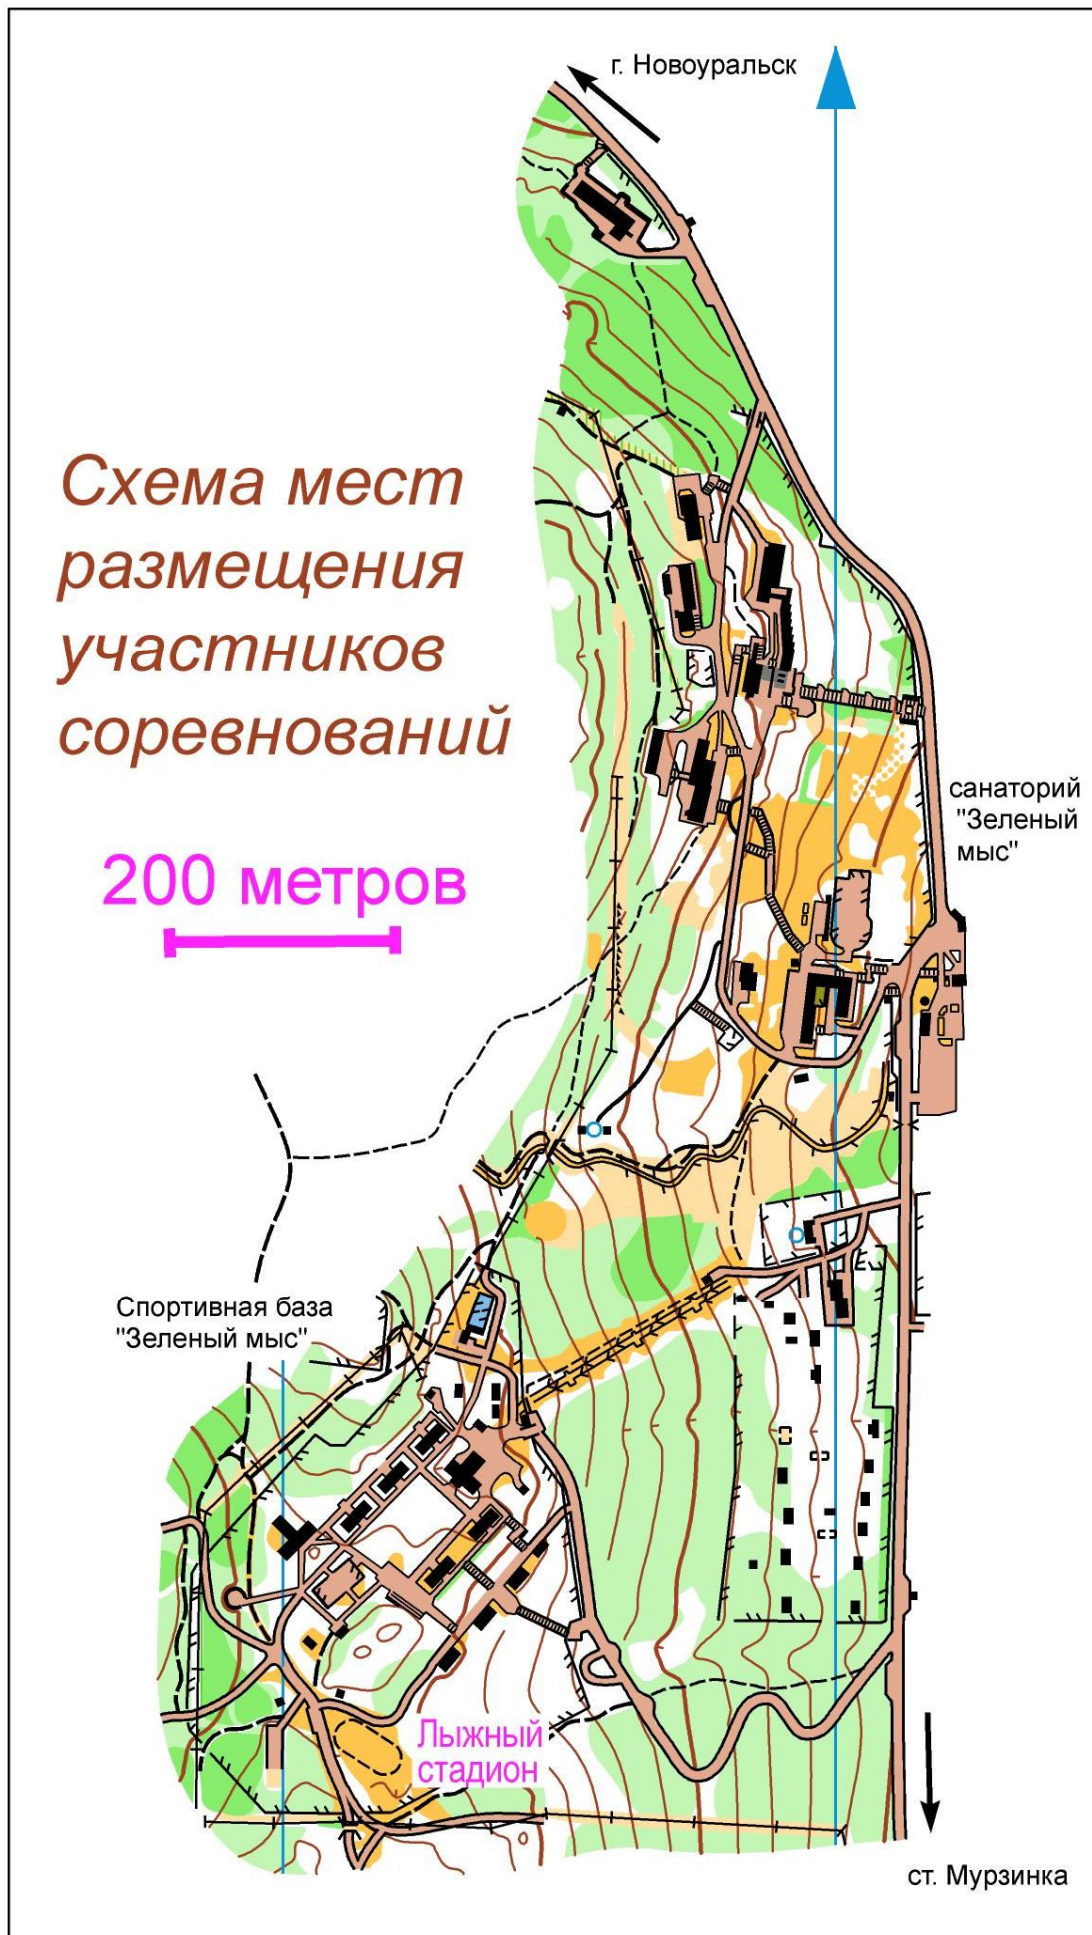 г. Новоуральск
Схема мест
размещения
участников
соревнований
санаторий
"Зеленый
мыс"
200 метров
Спортивная база
"Зеленый мыс"
Лыжный
стадион
ст. Мурзинка